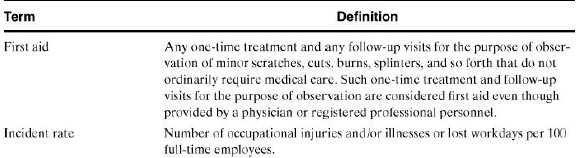 Term Definition
First aid Any one-time treatment and any follow-up visits for the purpose of obser-
vation of minor scratches, cuts, burns, splinters, and so forth that do not
ordinarily require medical care. Such one-time treatment and follow-up
visits for the purpose of observation are considered first aid even though
provided by a physician or registered professional personnel.
Incident rate Number of occupational injuries and/or illnesses or lost workdays per 100
full-time employees.